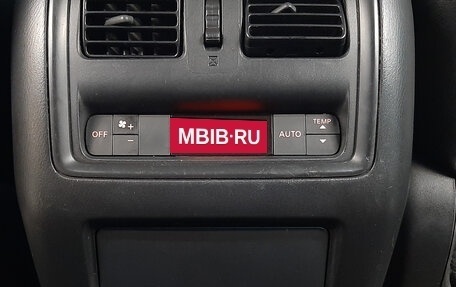 TEMP
OFF
+
−
MBIB·RU
AUTO